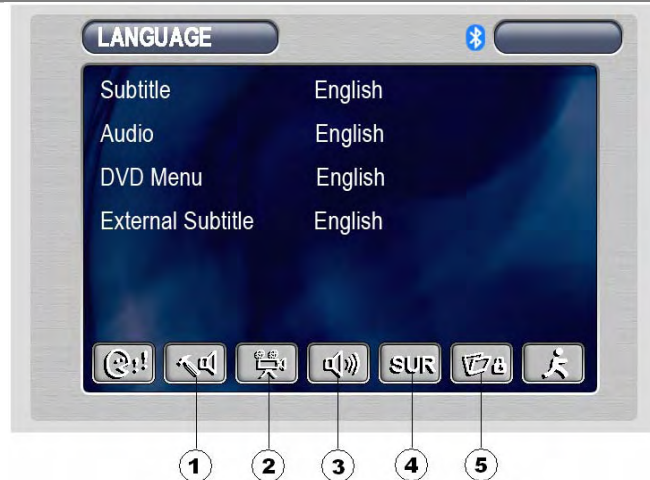 LANGUAGE
Subtitle English
Audio English
DVD Menu English
External Subtitle English
SUR
1 2 3 4 5